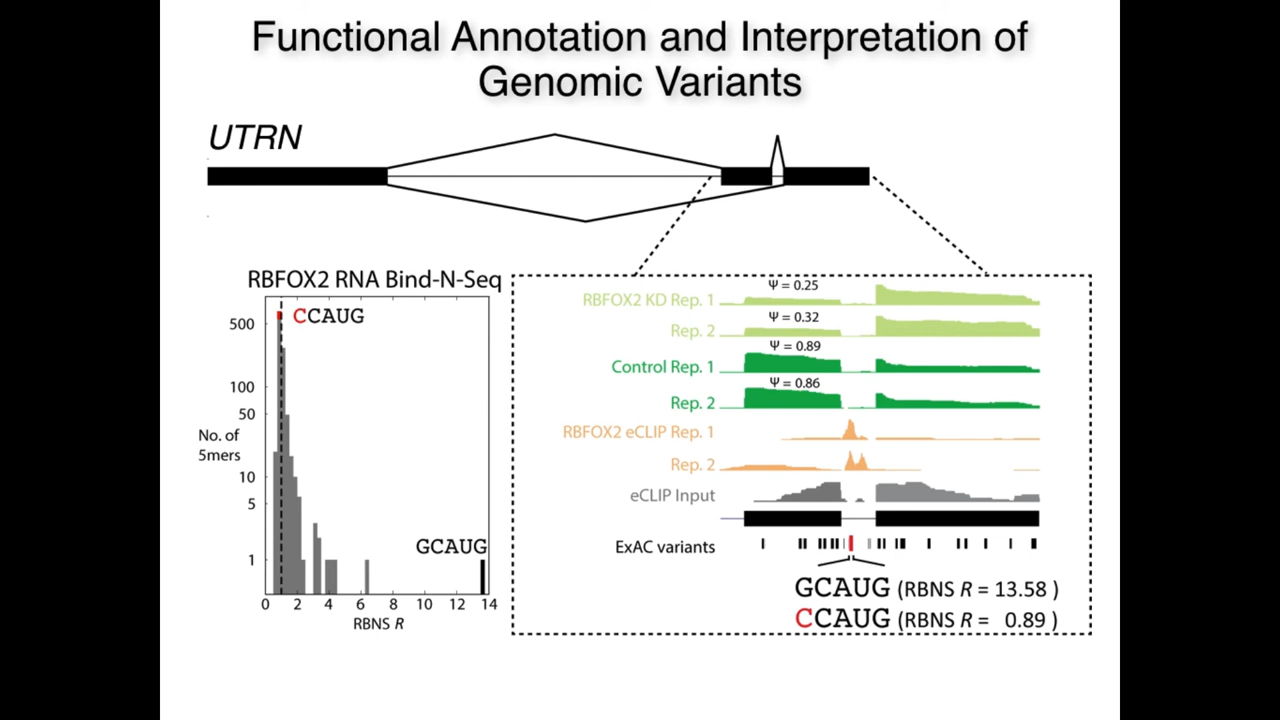 Functional Annotation and Interpretation of
Genomic Variants
UTRN
RBFOX2 RNA Bind-N-Seq
CCAUG
500
100
50
No. of
5mers
10
5
1
GCAUG
0 2 4 6 8 10 12 14
RBNS R
Ψ = 0.25
RBFOX2 KD Rep. 1
Ψ = 0.32
Rep. 2
Ψ = 0.89
Control Rep. 1
Ψ = 0.86
Rep. 2
RBFOX2 eCLIP Rep. 1
Rep. 2
eCLIP Input
ExAC variants
GCAUG (RBNS R = 13.58 )
CCAUG (RBNS R = 0.89 )